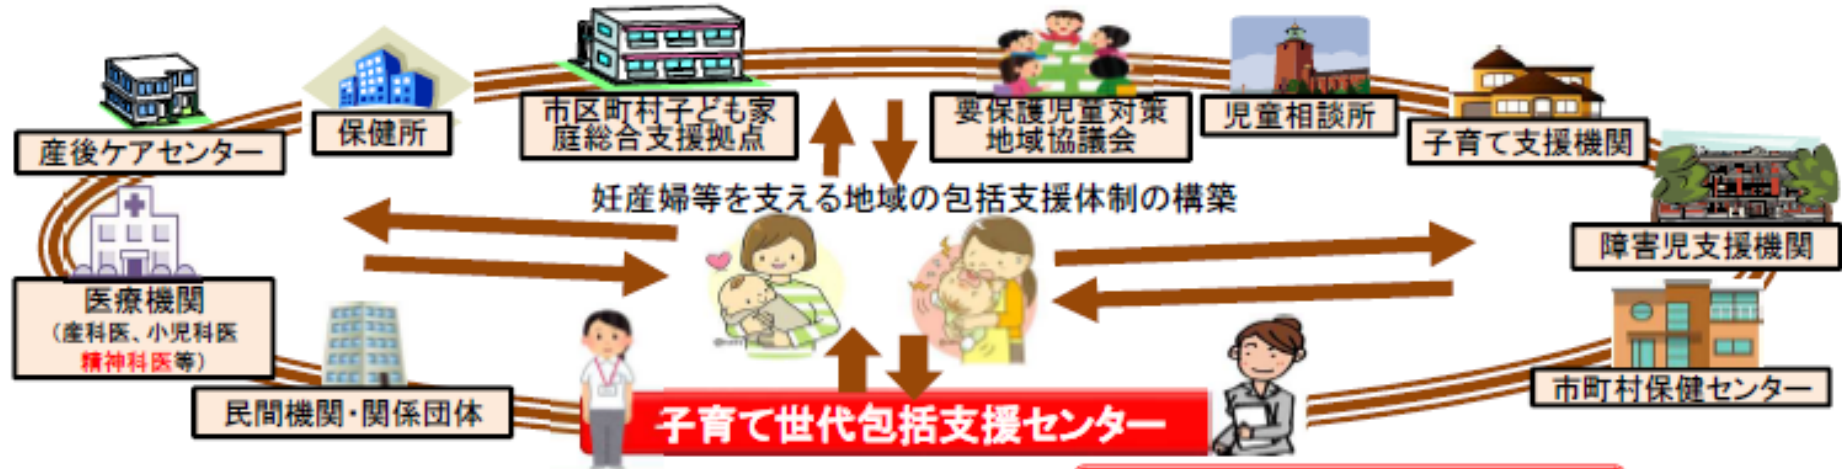 産後ケアセンター
保健所
市区町村子ども家
庭総合支援拠点
要保護児童対策
地域協議会
児童相談所
子育て支援機関
妊産婦等を支える地域の包括支援体制の構築
障害児支援機関
医療機関
（産科医、小児科医
精神科医等）
民間機関・関係団体
市町村保健センター
子育て世代包括支援センター